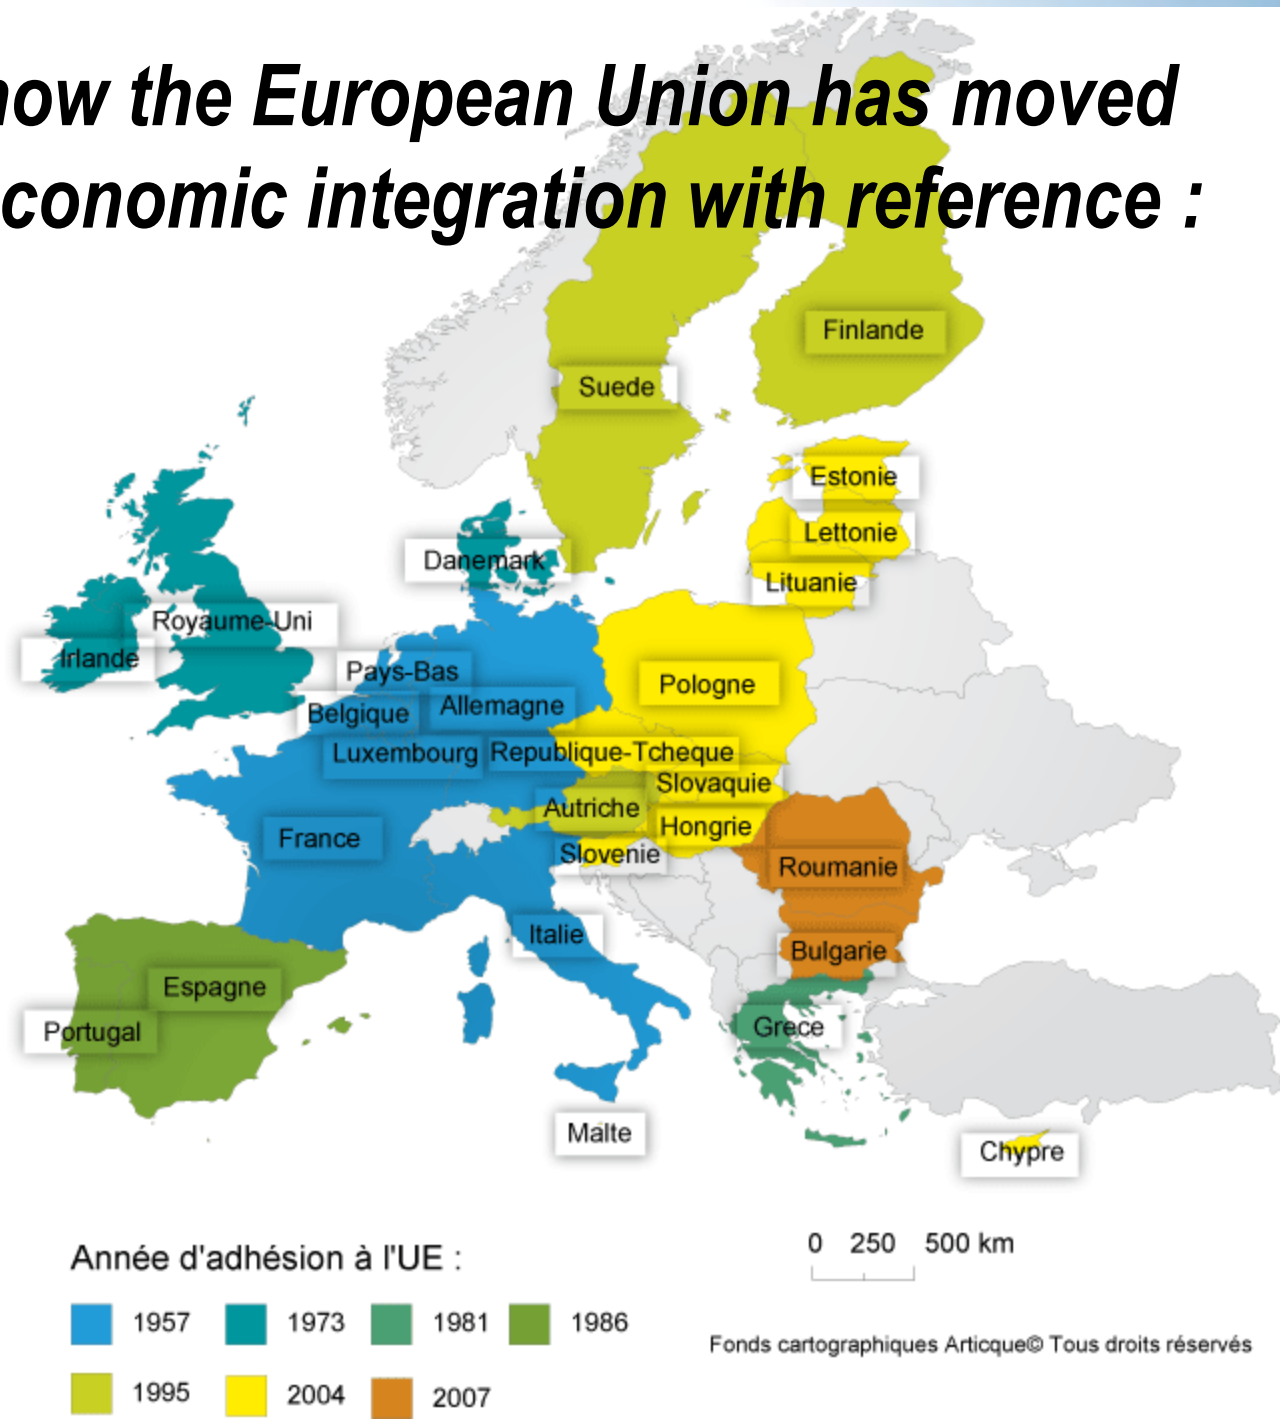 now the European Union has moved
conomic integration with reference :
Finlande
Suede
Estonie
Lettonie
Danemark
Lituanie
Royaume-Uni
Irlande
Pays-Bas
Pologne
Belgique
Allemagne
Luxembourg
Republique-Tcheque
Slovaquie
Autriche
Hongrie
France
Slovenie
Roumanie
Italie
Bulgarie
Espagne
Portugal
Grece
Malte
Chypre
Année d'adhésion à l'UE :
0 250 500 km
1957 1973 1981 1986
Fonds cartographiques Articque© Tous droits réservés
1995 2004 2007